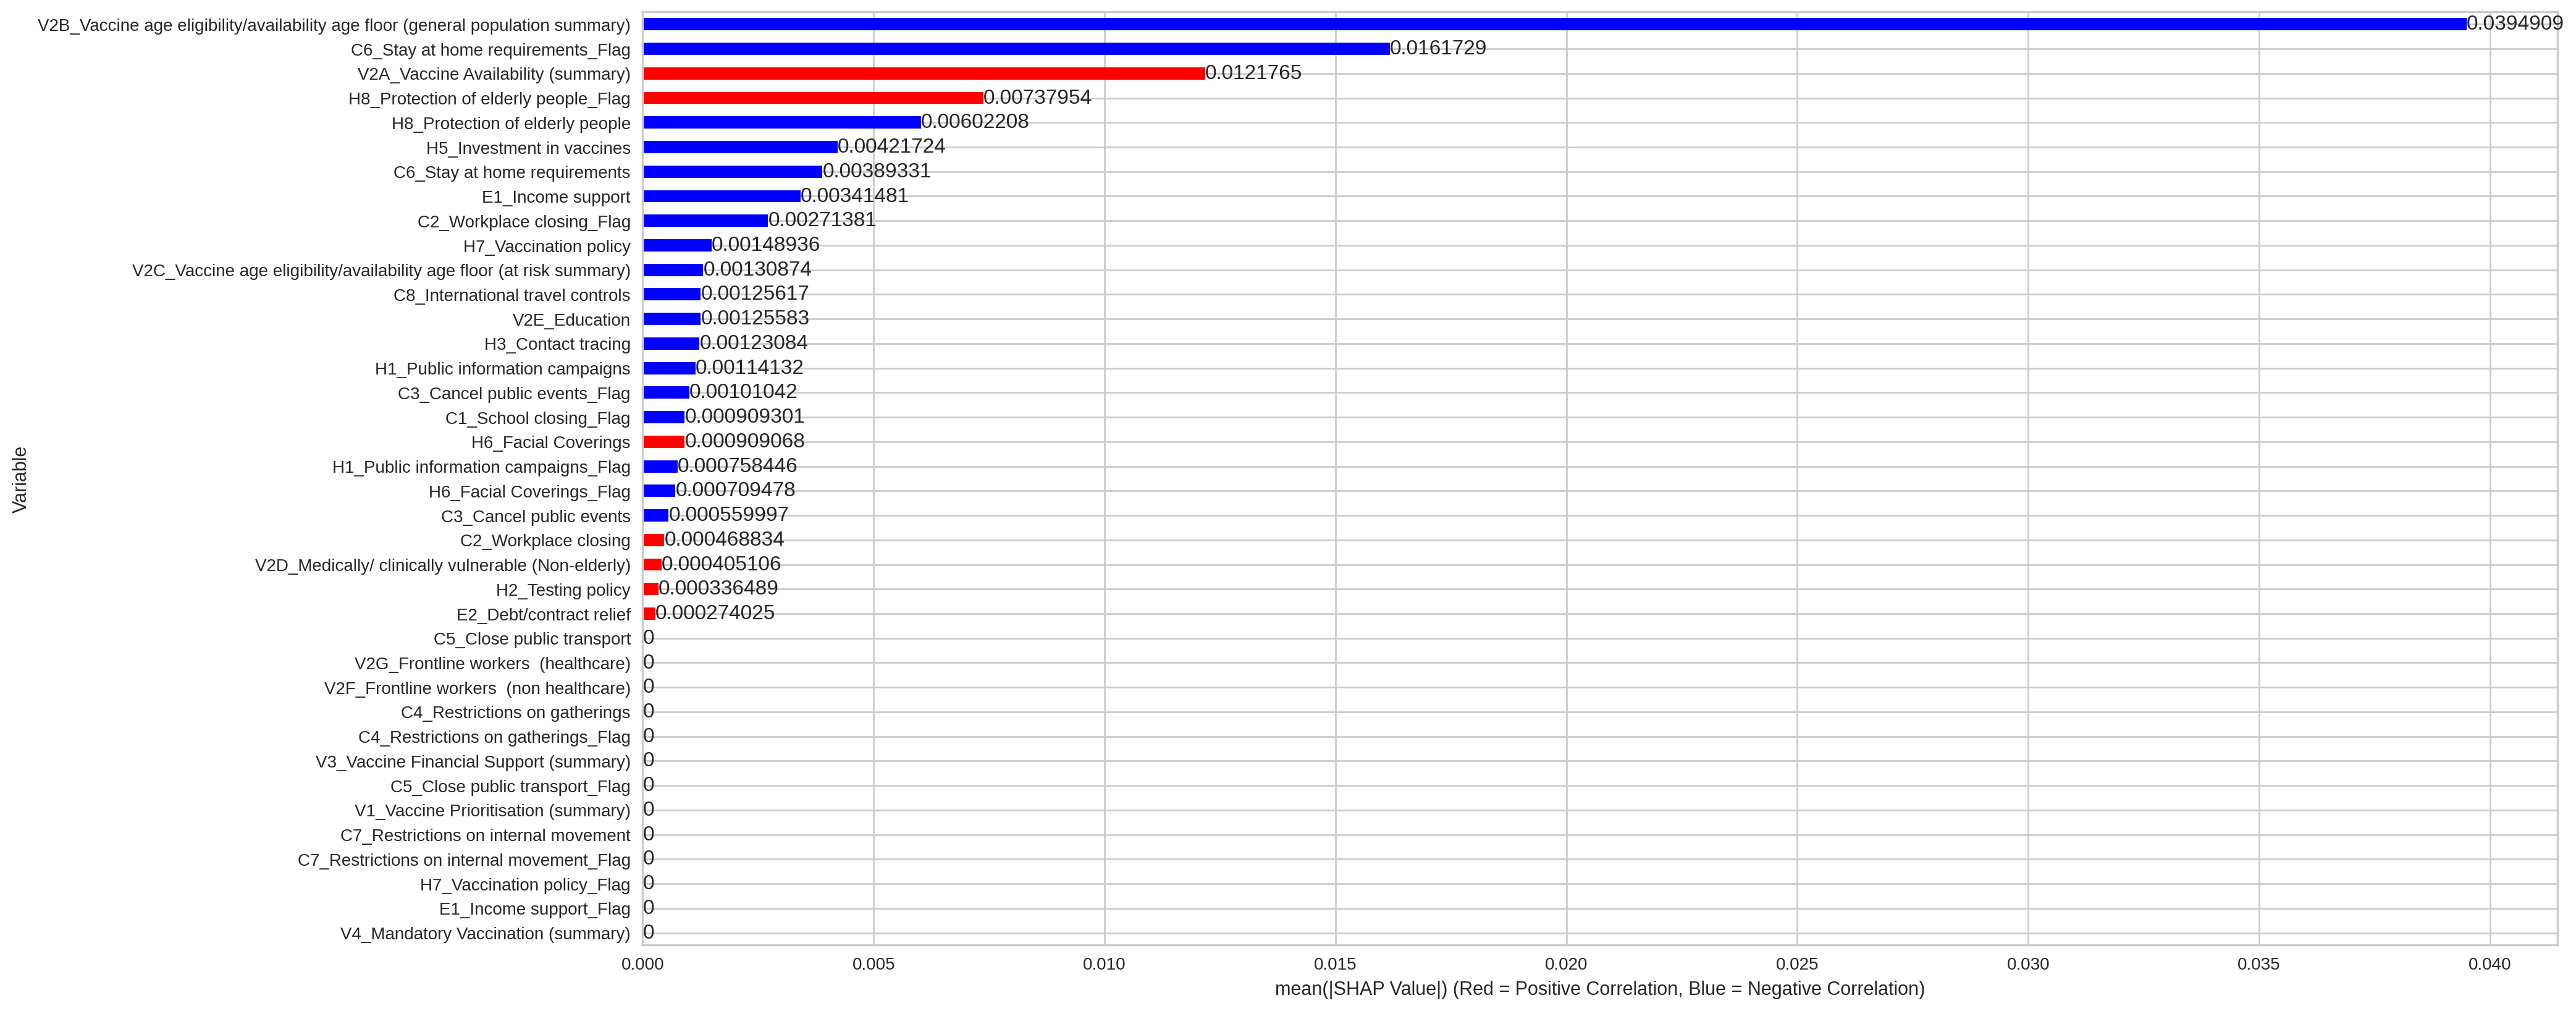 V2B_Vaccine age eligibility/availability age floor (general population summary) 0.0394909
C6_Stay at home requirements_Flag 0.0161729
V2A_Vaccine Availability (summary) 0.0121765
H8_Protection of elderly people_Flag 0.00737954
H8_Protection of elderly people 0.00602208
H5_Investment in vaccines 0.00421724
C6_Stay at home requirements 0.00389331
E1_Income support 0.00341481
C2_Workplace closing_Flag 0.00271381
H7_Vaccination policy 0.00148936
V2C_Vaccine age eligibility/availability age floor (at risk summary) 0.00130874
C8_International travel controls 0.00125617
V2E_Education 0.00125583
H3_Contact tracing 0.00123084
H1_Public information campaigns 0.00114132
C3_Cancel public events_Flag 0.00101042
C1_School closing_Flag 0.000909301
H6_Facial Coverings 0.000909068
H1_Public information campaigns_Flag 0.000758446
H6_Facial Coverings_Flag 0.000709478
C3_Cancel public events 0.000559997
C2_Workplace closing 0.000468834
V2D_Medically/ clinically vulnerable (Non-elderly) 0.000405106
H2_Testing policy 0.000336489
E2_Debt/contract relief 0.000274025
C5_Close public transport 0
V2G_Frontline workers  (healthcare) 0
V2F_Frontline workers  (non healthcare) 0
C4_Restrictions on gatherings 0
C4_Restrictions on gatherings_Flag 0
V3_Vaccine Financial Support (summary) 0
C5_Close public transport_Flag 0
V1_Vaccine Prioritisation (summary) 0
C7_Restrictions on internal movement 0
C7_Restrictions on internal movement_Flag 0
H7_Vaccination policy_Flag 0
E1_Income support_Flag 0
V4_Mandatory Vaccination (summary) 0
Variable
0.000 0.005 0.010 0.015 0.020 0.025 0.030 0.035 0.040
mean(|SHAP Value|) (Red = Positive Correlation, Blue = Negative Correlation)